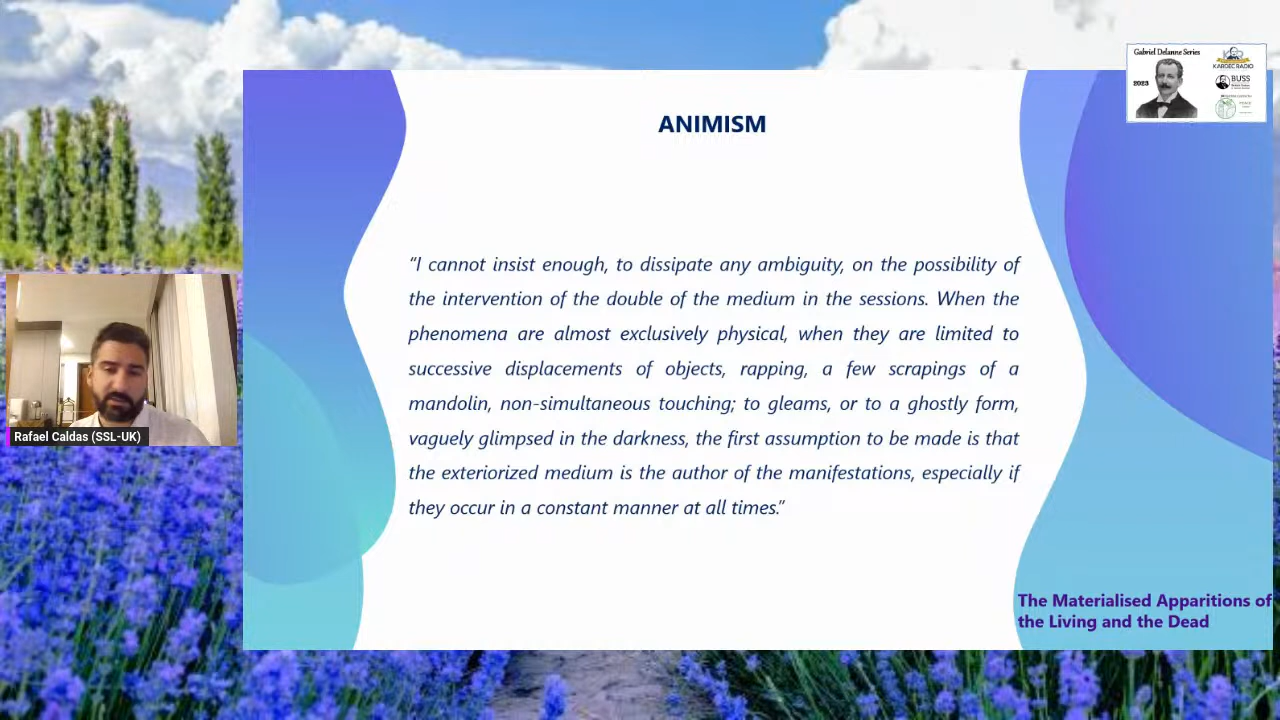 Gabriel Delanne Series
KARDEC RADIO
2023
BUSS
ANIMISM
“I cannot insist enough, to dissipate any ambiguity, on the possibility of
the intervention of the double of the medium in the sessions. When the
phenomena are almost exclusively physical, when they are limited to
successive displacements of objects, rapping, a few scrapings of a
mandolin, non-simultaneous touching; to gleams, or to a ghostly form,
vaguely glimpsed in the darkness, the first assumption to be made is that
the exteriorized medium is the author of the manifestations, especially if
they occur in a constant manner at all times.”
Rafael Caldas (SSL-UK)
The Materialised Apparitions of
the Living and the Dead